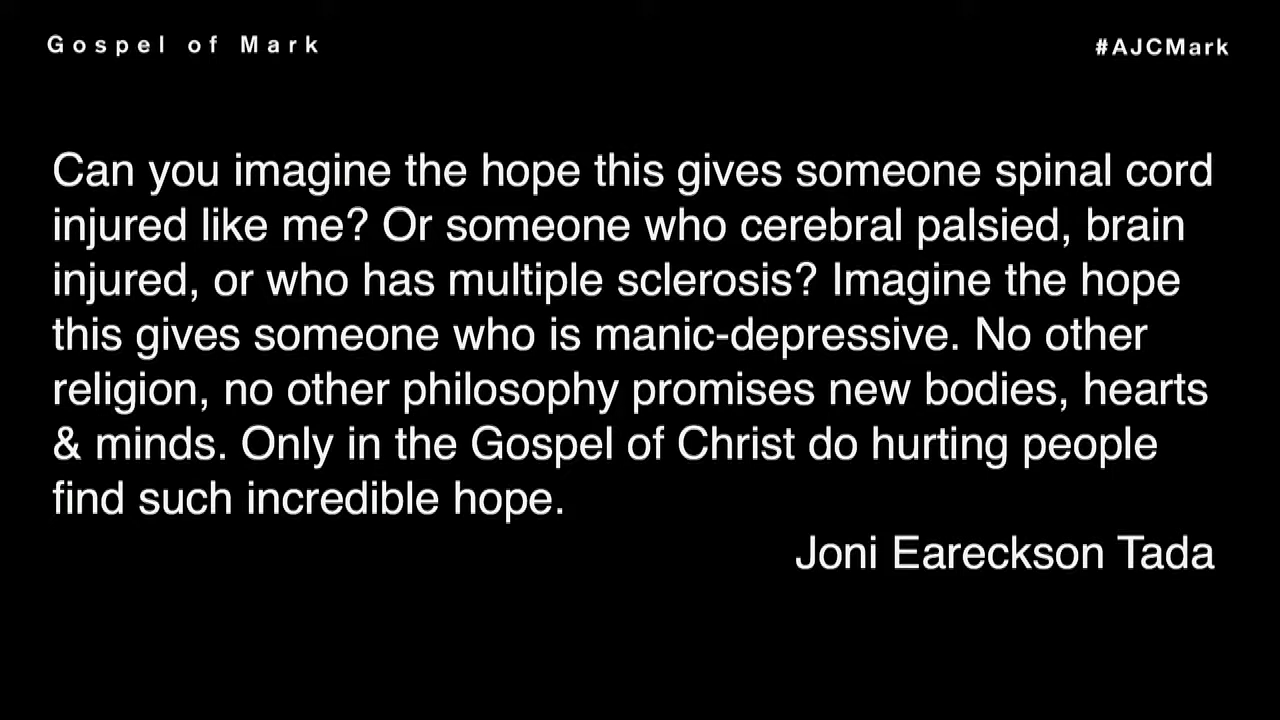 Gospel of Mark
#AJCMark
Can you imagine the hope this gives someone spinal cord
injured like me? Or someone who cerebral palsied, brain
injured, or who has multiple sclerosis? Imagine the hope
this gives someone who is manic-depressive. No other
religion, no other philosophy promises new bodies, hearts
& minds. Only in the Gospel of Christ do hurting people
find such incredible hope.
Joni Eareckson Tada